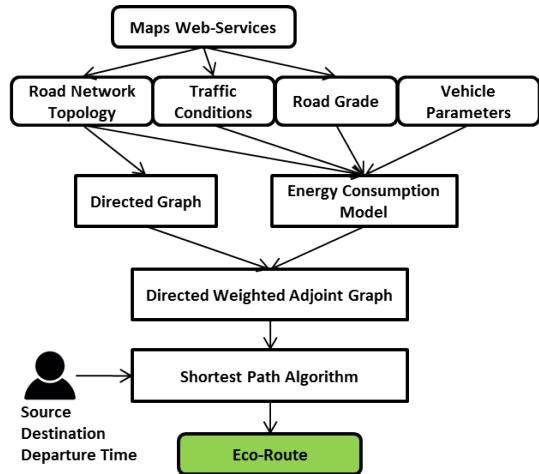 Maps Web-Services
Road Network
Topology
Traffic
Conditions
Road Grade
Vehicle
Parameters
Directed Graph
Energy Consumption
Model
Directed Weighted Adjoint Graph
Shortest Path Algorithm
Source
Destination
Departure Time
Eco-Route